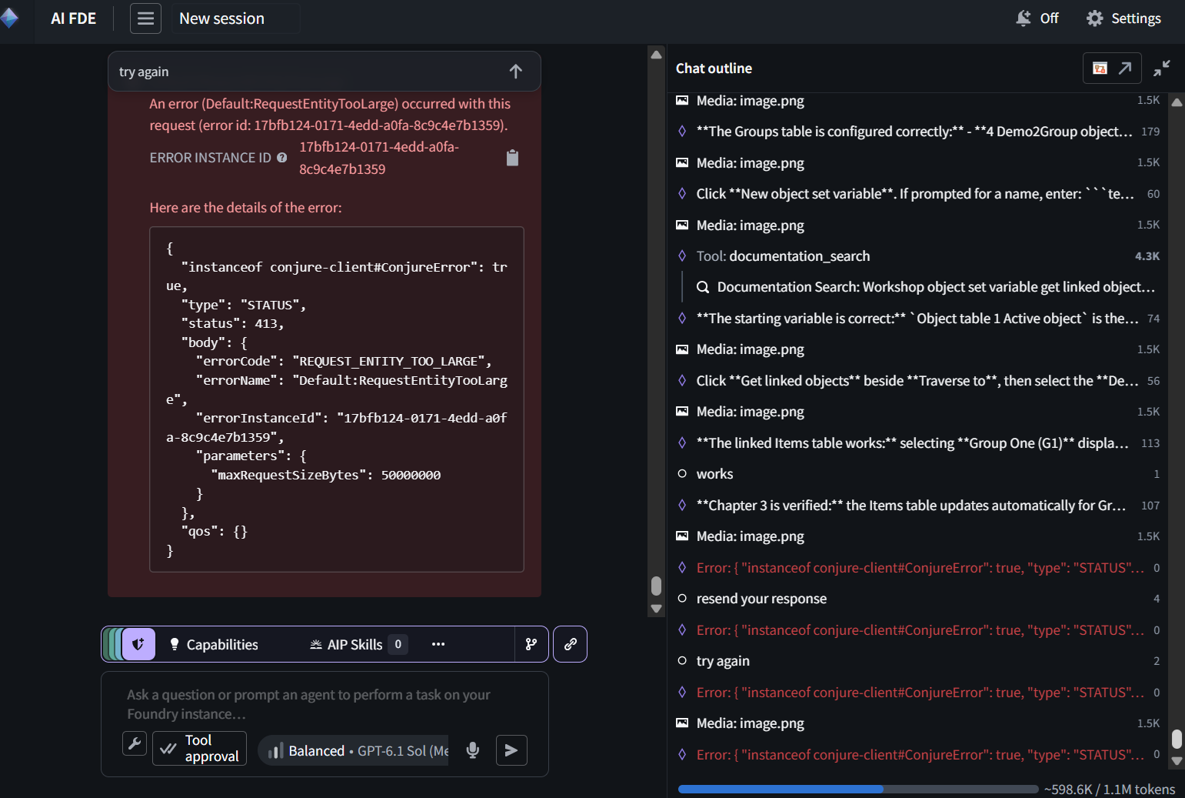 AI FDE
New session
Off
Settings
try again
An error (Default:RequestEntityTooLarge) occurred with this
request (error id: 17bfb124-0171-4edd-a0fa-8c9c4e7b1359).
ERROR INSTANCE ID
17bfb124-0171-4edd-a0fa-
8c9c4e7b1359
Here are the details of the error:
{
"instanceof conjure-client#ConjureError": tr
ue,
"type": "STATUS",
"status": 413,
"body": {
"errorCode": "REQUEST_ENTITY_TOO_LARGE",
"errorName": "Default:RequestEntityTooLarg
e",
"errorInstanceId": "17bfb124-0171-4edd-a0f
a-8c9c4e7b1359",
"parameters": {
"maxRequestSizeBytes": 50000000
}
},
"qos": {}
}
Capabilities
AIP Skills 0
Ask a question or prompt an agent to perform a task on your
Foundry instance…
Tool
approval
Balanced • GPT-6.1 Sol (Me
Chat outline
Media: image.png 1.5K
**The Groups table is configured correctly:** - **4 Demo2Group object… 179
Media: image.png 1.5K
Click **New object set variable**. If prompted for a name, enter: ```te… 60
Media: image.png 1.5K
Tool: documentation_search 4.3K
Documentation Search: Workshop object set variable get linked object…
**The starting variable is correct:** `Object table 1 Active object` is the… 74
Media: image.png 1.5K
Click **Get linked objects** beside **Traverse to**, then select the **De… 56
Media: image.png 1.5K
**The linked Items table works:** selecting **Group One (G1)** displa… 113
works 1
**Chapter 3 is verified:** the Items table updates automatically for Gr… 107
Media: image.png 1.5K
Error: { "instanceof conjure-client#ConjureError": true, "type": "STATUS"… 0
resend your response 4
Error: { "instanceof conjure-client#ConjureError": true, "type": "STATUS"… 0
try again 2
Error: { "instanceof conjure-client#ConjureError": true, "type": "STATUS"… 0
Media: image.png 1.5K
Error: { "instanceof conjure-client#ConjureError": true, "type": "STATUS"… 0
~598.6K / 1.1M tokens